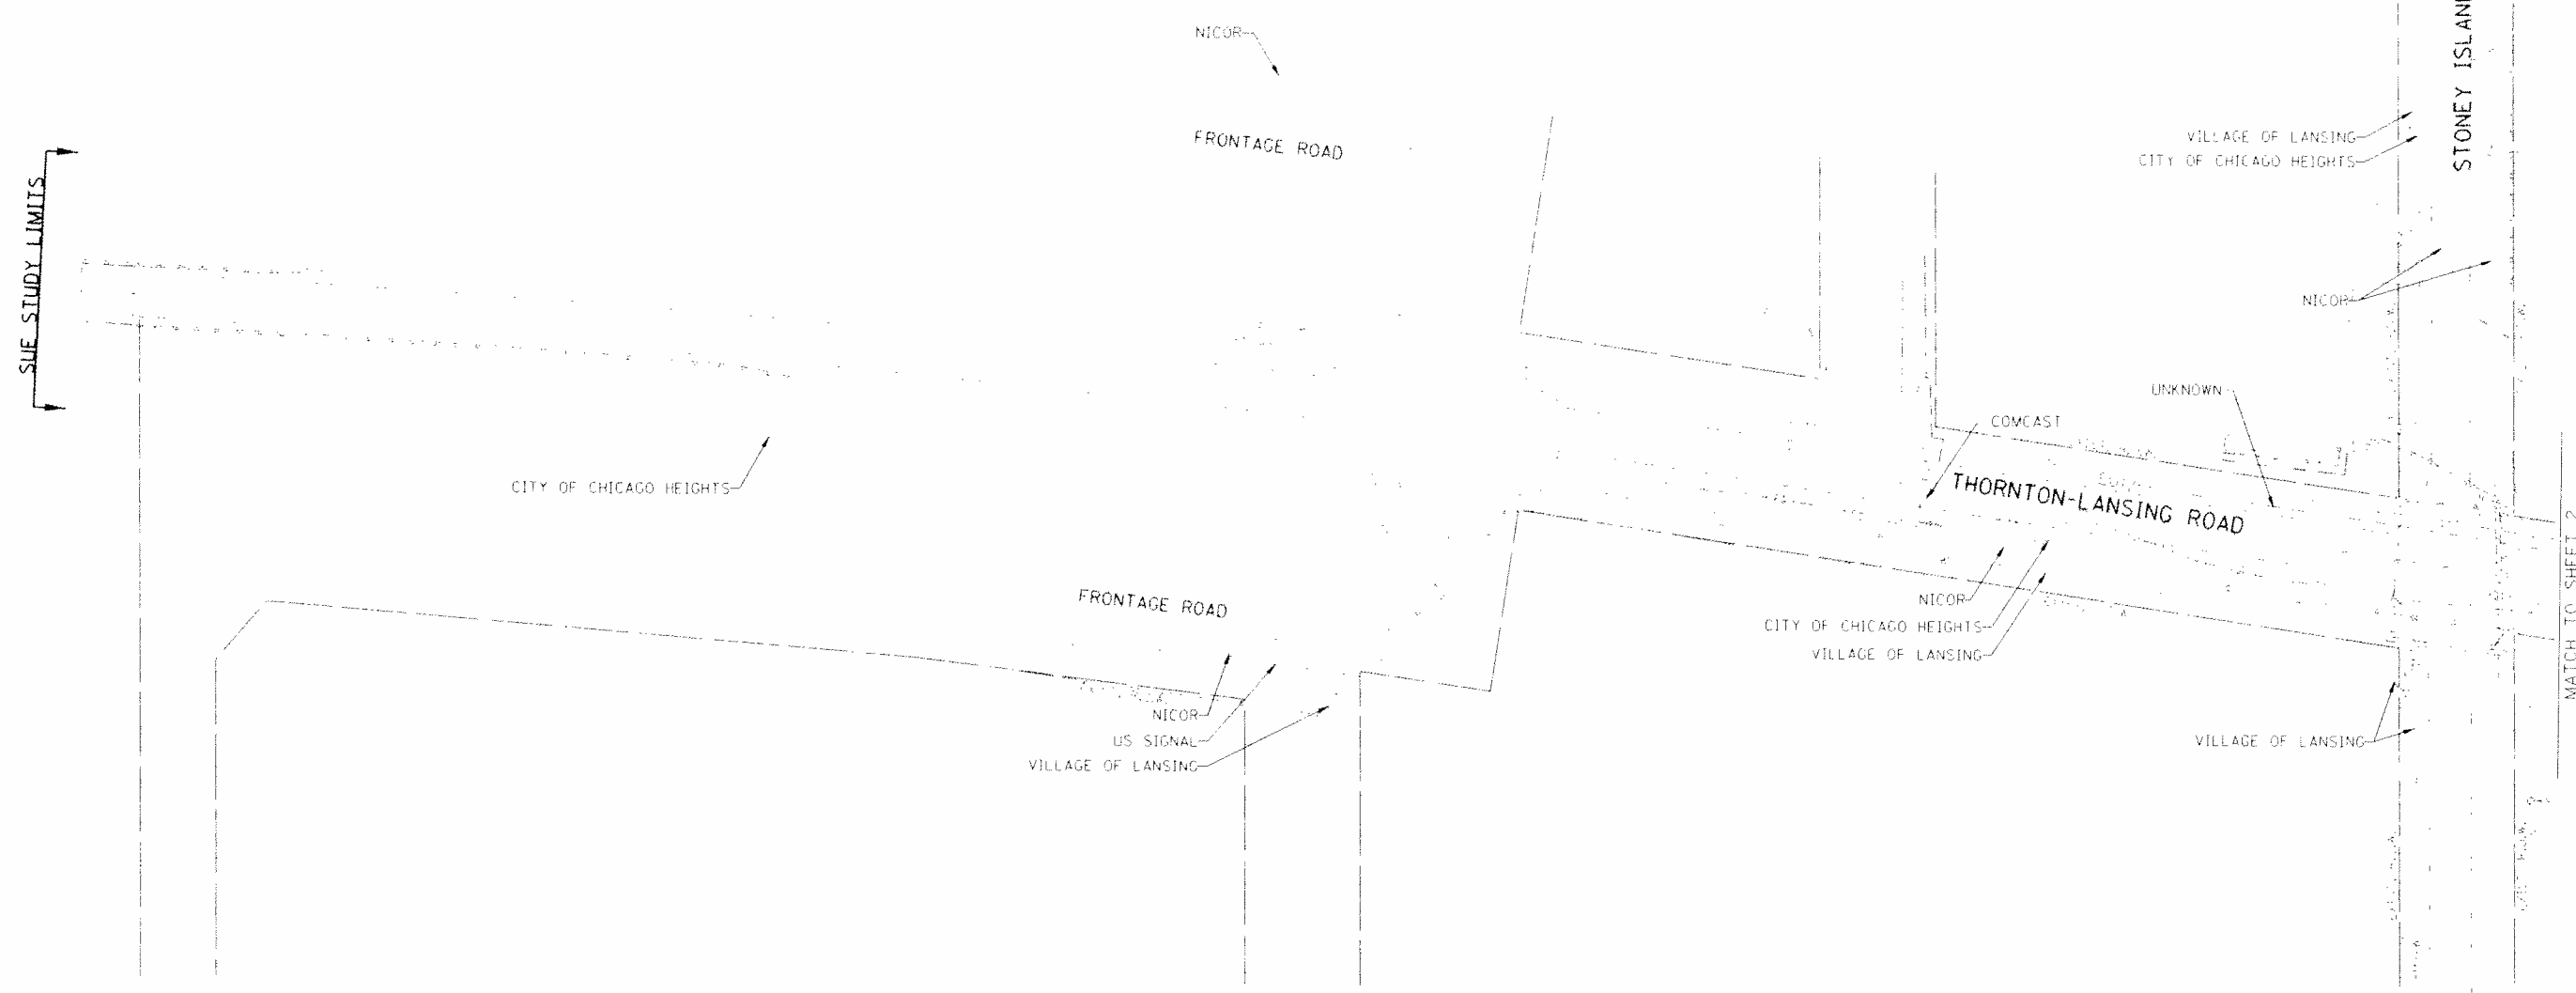 NICOR
STONEY ISLAN
FRONTAGE ROAD
VILLAGE OF LANSING
CITY OF CHICAGO HEIGHTS
SUE STUDY LIMITS
NICOR
UNKNOWN
COMCAST
CITY OF CHICAGO HEIGHTS
THORNTON-LANSING ROAD
FRONTAGE ROAD
NICOR
CITY OF CHICAGO HEIGHTS
VILLAGE OF LANSING
MATCH TO SHEET 2
NICOR
US SIGNAL
VILLAGE OF LANSING
VILLAGE OF LANSING